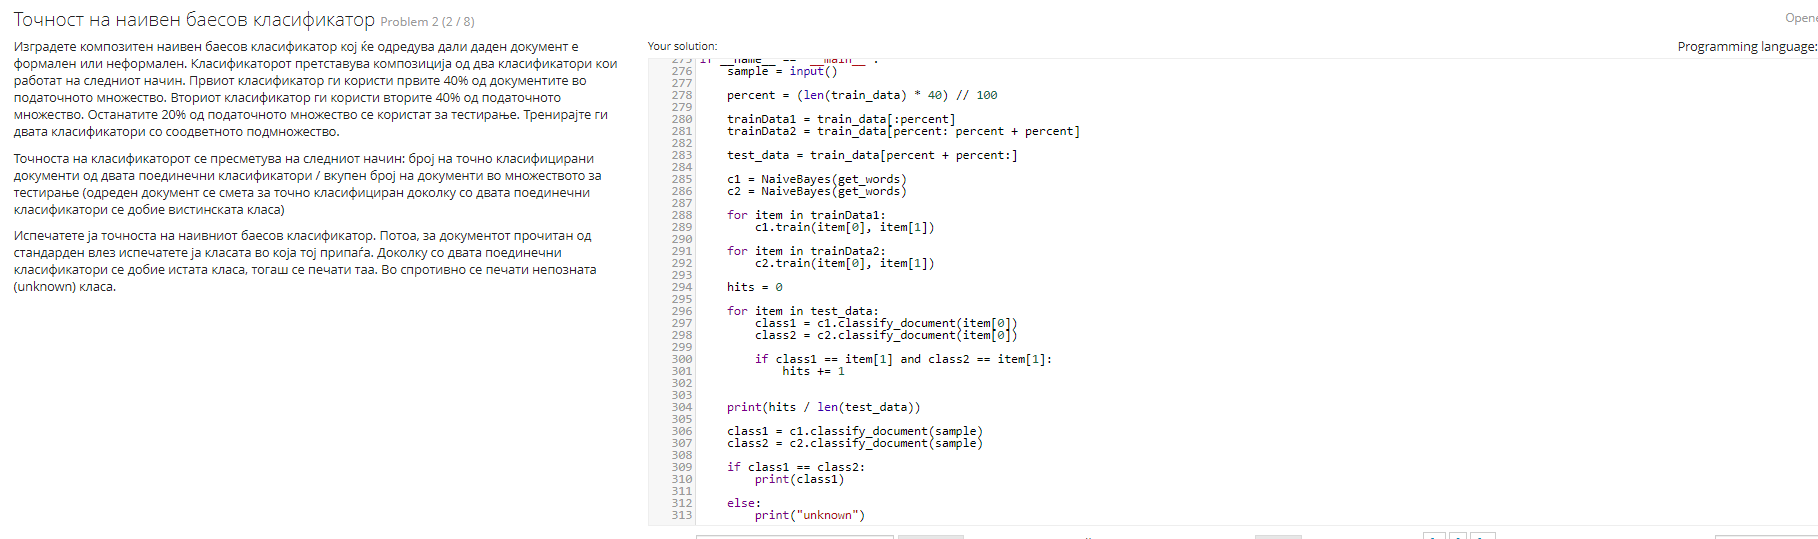 Точност на наивен баесов класификатор Problem 2 (2 / 8)
Opene
Изградете композитен наивен баесов класификатор кој ќе одредува дали даден документ е
формален или неформален. Класификаторот претставува композиција од два класификатори кои
работат на следниот начин. Првиот класификатор ги користи првите 40% од документите во
податочното множество. Вториот класификатор ги користи вторите 40% од податочното
множество. Останатите 20% од податочното множество се користат за тестирање. Тренирајте ги
двата класификатори со соодветното подмножество.
Точноста на класификаторот се пресметува на следниот начин: број на точно класифицирани
документи од двата поединечни класификатори / вкупен број на документи во множеството за
тестирање (одреден документ се смета за точно класифициран доколку со двата поединечни
класификатори се добие вистинската класа)
Испечатете ја точноста на наивниот баесов класификатор. Потоа, за документот прочитан од
стандарден влез испечатете ја класата во која тој припаѓа. Доколку со двата поединечни
класификатори се добие истата класа, тогаш се печати таа. Во спротивно се печати непозната
(unknown) класа.
Your solution:
Programming language:
275 if __name__ == "__main__":
276 sample = input()
277
278 percent = (len(train_data) * 40) // 100
279
280 trainData1 = train_data[:percent]
281 trainData2 = train_data[percent: percent + percent]
282
283 test_data = train_data[percent + percent:]
284
285 c1 = NaiveBayes(get_words)
286 c2 = NaiveBayes(get_words)
287
288 for item in trainData1:
289 c1.train(item[0], item[1])
290
291 for item in trainData2:
292 c2.train(item[0], item[1])
293
294 hits = 0
295
296 for item in test_data:
297 class1 = c1.classify_document(item[0])
298 class2 = c2.classify_document(item[0])
299
300 if class1 == item[1] and class2 == item[1]:
301 hits += 1
302
303
304 print(hits / len(test_data))
305
306 class1 = c1.classify_document(sample)
307 class2 = c2.classify_document(sample)
308
309 if class1 == class2:
310 print(class1)
311
312 else:
313 print("unknown")